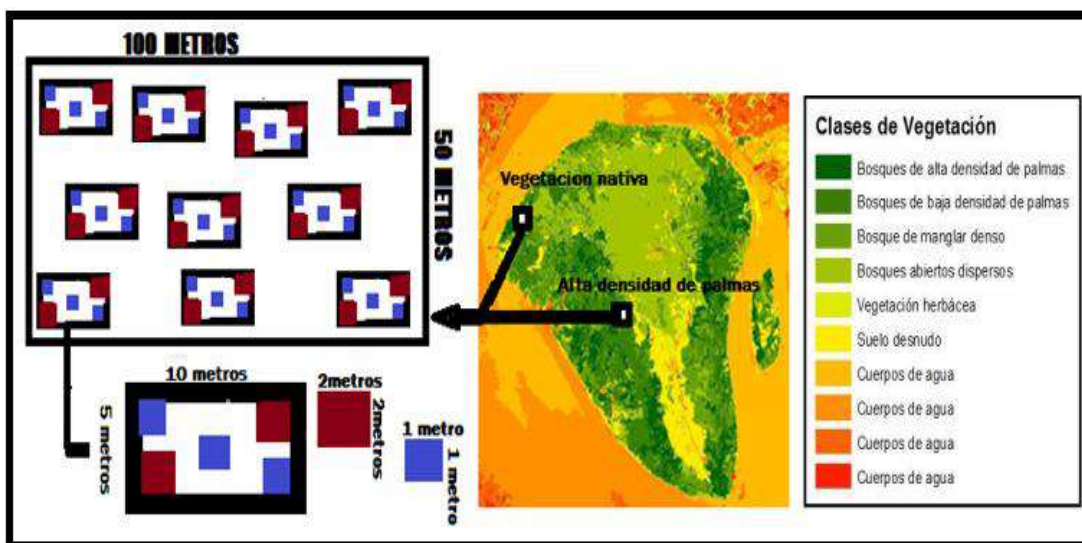 100 METROS
50 METROS
10 metros
5 metros
2metros
2metros
1 metro
1 metro
Vegetacion nativa
Alta densidad de palmas
Clases de Vegetación
Bosques de alta densidad de palmas
Bosques de baja densidad de palmas
Bosque de manglar denso
Bosques abiertos dispersos
Vegetación herbácea
Suelo desnudo
Cuerpos de agua
Cuerpos de agua
Cuerpos de agua
Cuerpos de agua